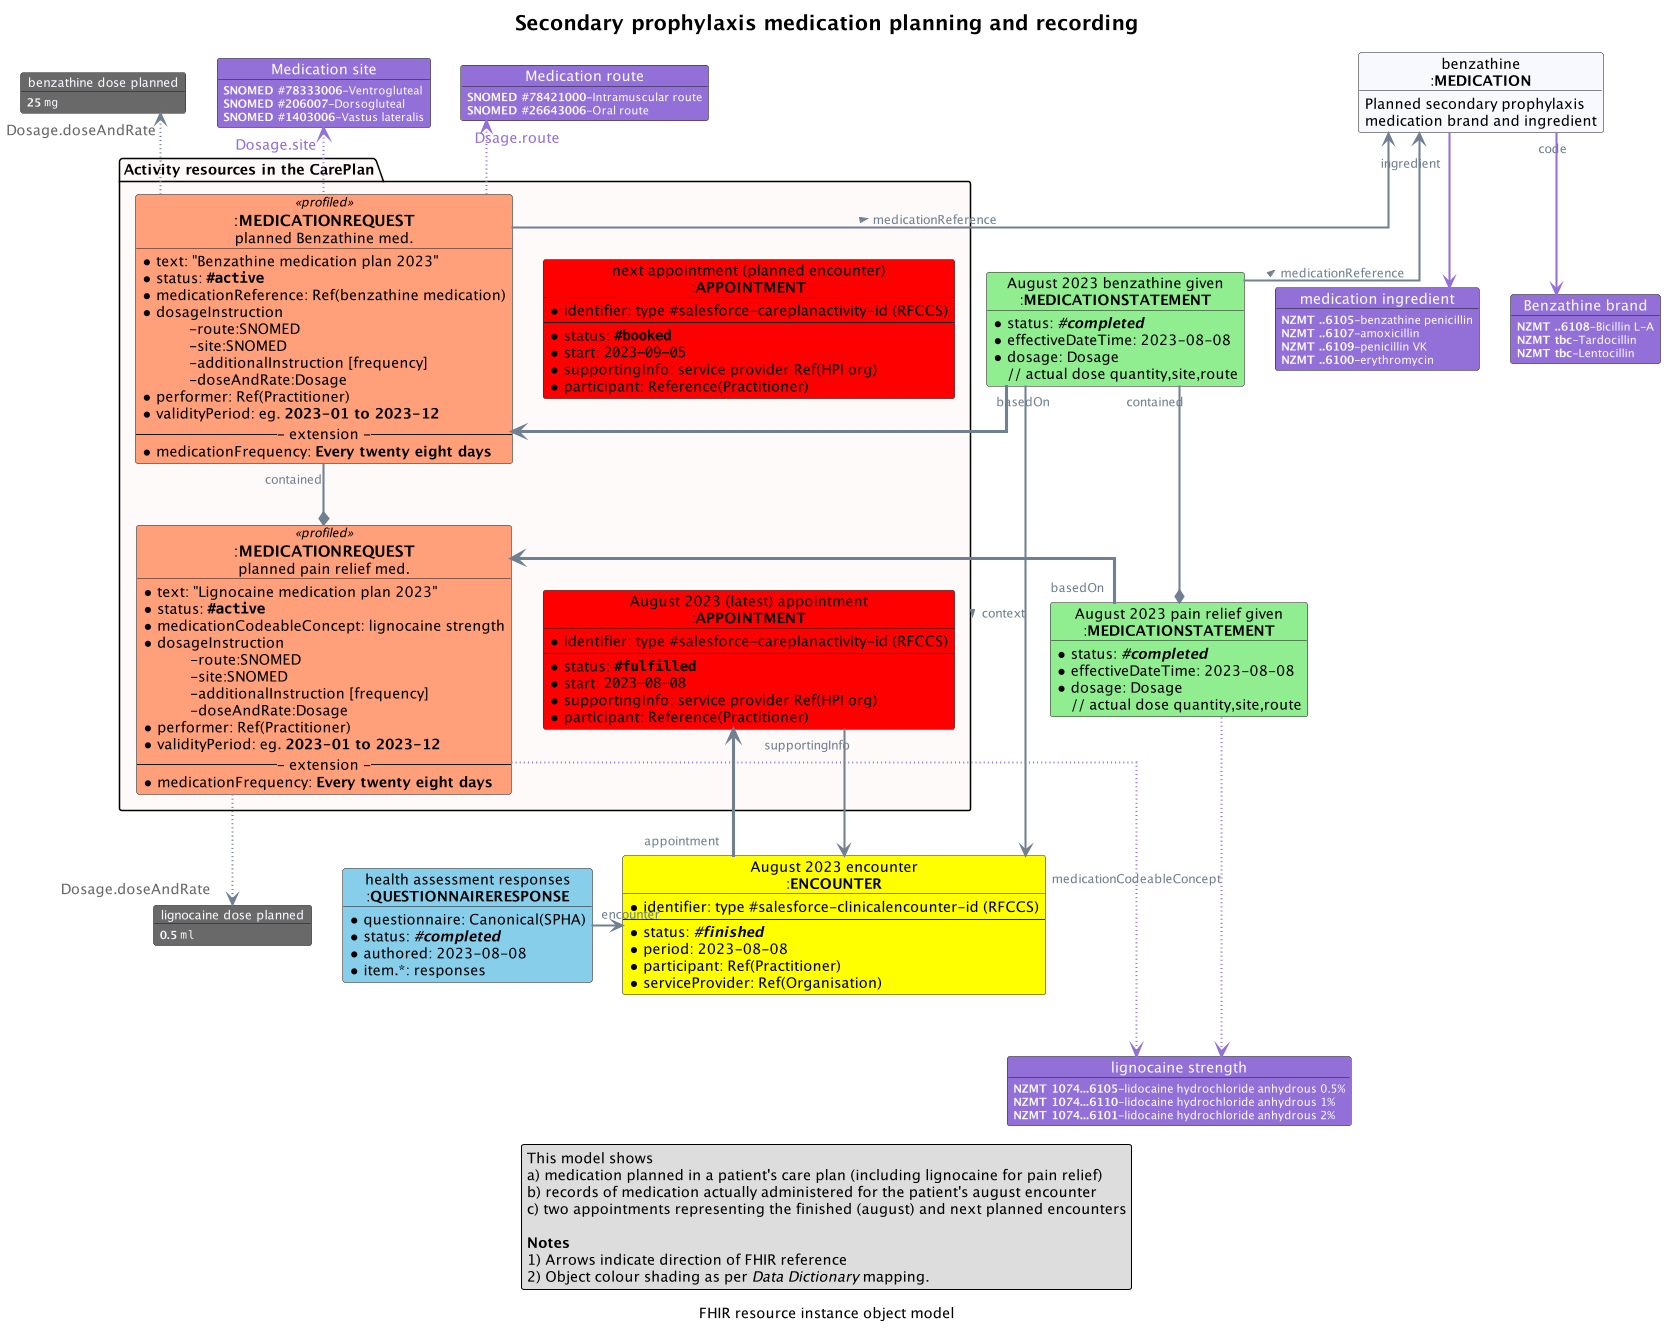 Secondary prophylaxis medication planning and recording
benzathine dose planned
25 mg
Dosage.doseAndRate
Medication site
SNOMED #78333006-Ventrogluteal
SNOMED #206007-Dorsogluteal
SNOMED #1403006-Vastus lateralis
Dosage.site
Medication route
SNOMED #78421000-Intramuscular route
SNOMED #26643006-Oral route
Dsage.route
benzathine
:MEDICATION
Planned secondary prophylaxis
medication brand and ingredient
ingredient
code
Activity resources in the CarePlan
«profiled»
:MEDICATIONREQUEST
planned Benzathine med.
• text: "Benzathine medication plan 2023"
• status: #active
• medicationReference: Ref(benzathine medication)
• dosageInstruction
-route:SNOMED
-site:SNOMED
-additionalInstruction [frequency]
-doseAndRate:Dosage
• performer: Ref(Practitioner)
• validityPeriod: eg. 2023-01 to 2023-12
- extension -
• medicationFrequency: Every twenty eight days
medicationReference
next appointment (planned encounter)
:APPOINTMENT
• identifier: type #salesforce-careplanactivity-id (RFCCS)
• status: #booked
• start: 2023-09-05
• supportingInfo: service provider Ref(HPI org)
• participant: Reference(Practitioner)
August 2023 benzathine given
:MEDICATIONSTATEMENT
• status: #completed
• effectiveDateTime: 2023-08-08
• dosage: Dosage
// actual dose quantity,site,route
medicationReference
medication ingredient
NZMT ..6105-benzathine penicillin
NZMT ..6107-amoxicillin
NZMT ..6109-penicillin VK
NZMT ..6100-erythromycin
Benzathine brand
NZMT ..6108-Bicillin L-A
NZMT tbc-Tardocillin
NZMT tbc-Lentocillin
basedOn
contained
contained
«profiled»
:MEDICATIONREQUEST
planned pain relief med.
• text: "Lignocaine medication plan 2023"
• status: #active
• medicationCodeableConcept: lignocaine strength
• dosageInstruction
-route:SNOMED
-site:SNOMED
-additionalInstruction [frequency]
-doseAndRate:Dosage
• performer: Ref(Practitioner)
• validityPeriod: eg. 2023-01 to 2023-12
- extension -
• medicationFrequency: Every twenty eight days
August 2023 (latest) appointment
:APPOINTMENT
• identifier: type #salesforce-careplanactivity-id (RFCCS)
• status: #fulfilled
• start: 2023-08-08
• supportingInfo: service provider Ref(HPI org)
• participant: Reference(Practitioner)
context
basedOn
August 2023 pain relief given
:MEDICATIONSTATEMENT
• status: #completed
• effectiveDateTime: 2023-08-08
• dosage: Dosage
// actual dose quantity,site,route
supportingInfo
appointment
Dosage.doseAndRate
lignocaine dose planned
0.5 ml
health assessment responses
:QUESTIONNAIRERESPONSE
• questionnaire: Canonical(SPHA)
• status: #completed
• authored: 2023-08-08
• item.*: responses
encounter
August 2023 encounter
:ENCOUNTER
• identifier: type #salesforce-clinicalencounter-id (RFCCS)
• status: #finished
• period: 2023-08-08
• participant: Ref(Practitioner)
• serviceProvider: Ref(Organisation)
medicationCodeableConcept
lignocaine strength
NZMT 1074...6105-lidocaine hydrochloride anhydrous 0.5%
NZMT 1074...6110-lidocaine hydrochloride anhydrous 1%
NZMT 1074...6101-lidocaine hydrochloride anhydrous 2%
This model shows
a) medication planned in a patient's care plan (including lignocaine for pain relief)
b) records of medication actually administered for the patient's august encounter
c) two appointments representing the finished (august) and next planned encounters
Notes
1) Arrows indicate direction of FHIR reference
2) Object colour shading as per Data Dictionary mapping.
FHIR resource instance object model